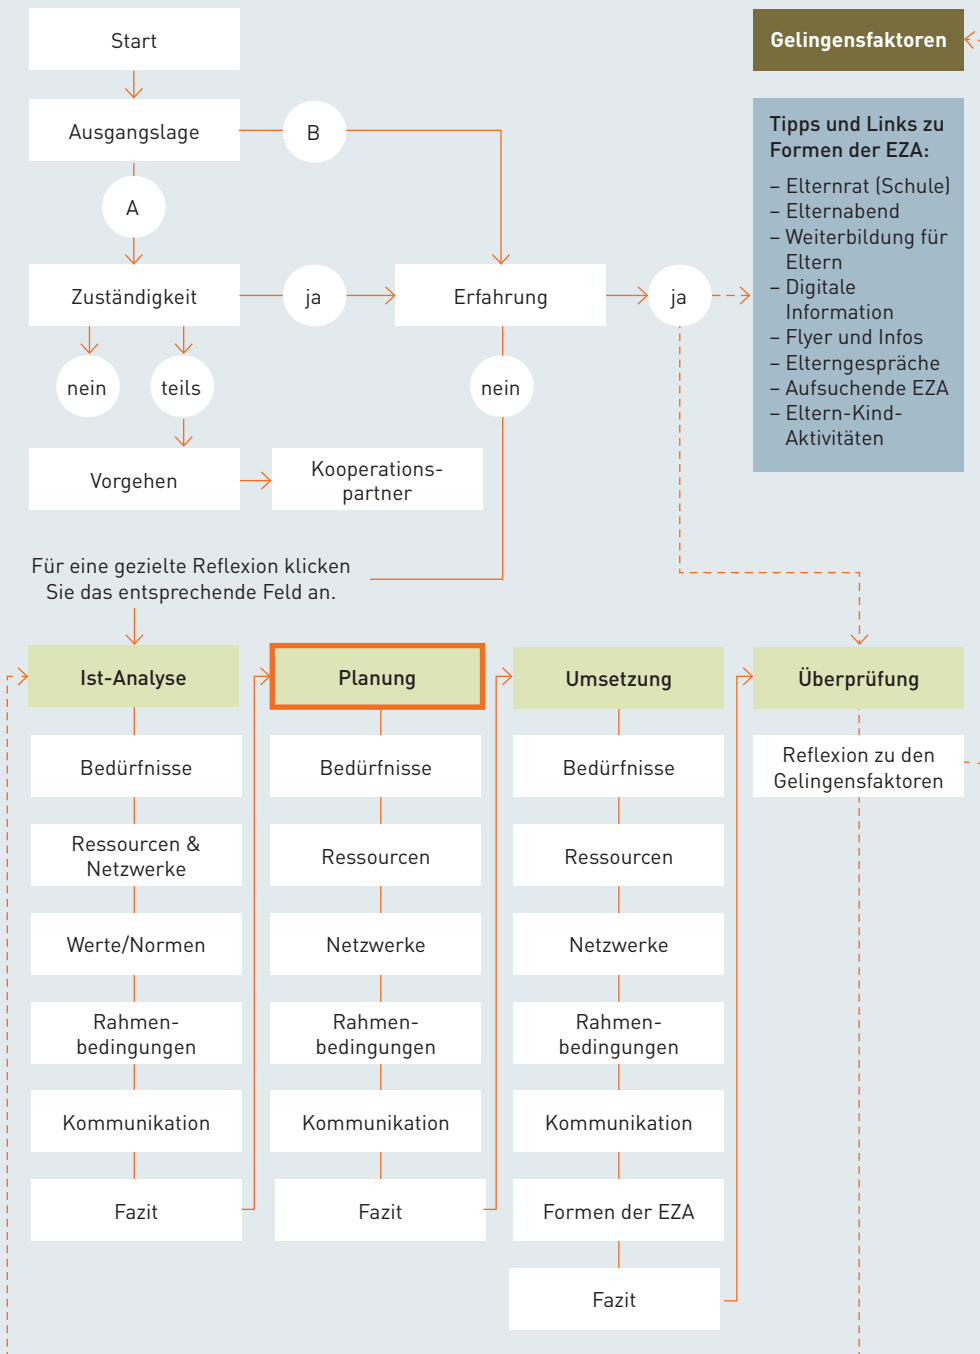 Start
Gelingensfaktoren
Ausgangslage
B
A
Zuständigkeit
ja
Erfahrung
ja
nein
teils
nein
Vorgehen
Kooperations-
partner
Tipps und Links zu
Formen der EZA:
– Elternrat (Schule)
– Elternabend
– Weiterbildung für
Eltern
– Digitale
Information
– Flyer und Infos
– Elterngespräche
– Aufsuchende EZA
– Eltern-Kind-
Aktivitäten
Für eine gezielte Reflexion klicken
Sie das entsprechende Feld an.
Ist-Analyse
Bedürfnisse
Ressourcen &
Netzwerke
Werte/Normen
Rahmen-
bedingungen
Kommunikation
Fazit
Planung
Bedürfnisse
Ressourcen
Netzwerke
Rahmen-
bedingungen
Kommunikation
Fazit
Umsetzung
Bedürfnisse
Ressourcen
Netzwerke
Rahmen-
bedingungen
Kommunikation
Formen der EZA
Fazit
Überprüfung
Reflexion zu den
Gelingensfaktoren